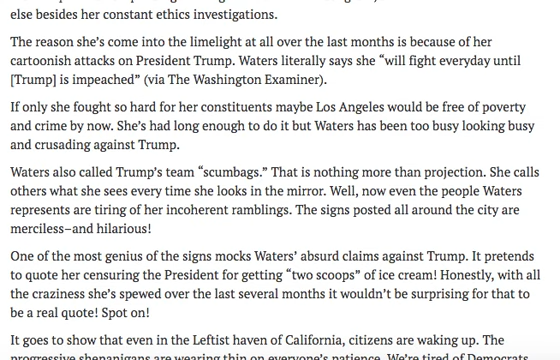 else besides her constant ethics investigations.
The reason she's come into the limelight at all over the last months is because of her
cartoonish attacks on President Trump. Waters literally says she “will fight everyday until
[Trump] is impeached” (via The Washington Examiner).
If only she fought so hard for her constituents maybe Los Angeles would be free of poverty
and crime by now. She's had long enough to do it but Waters has been too busy looking busy
and crusading against Trump.
Waters also called Trump's team “scumbags.” That is nothing more than projection. She calls
others what she sees every time she looks in the mirror. Well, now even the people Waters
represents are tiring of her incoherent ramblings. The signs posted all around the city are
merciless–and hilarious!
One of the most genius of the signs mocks Waters' absurd claims against Trump. It pretends
to quote her censuring the President for getting “two scoops” of ice cream! Honestly, with all
the craziness she's spewed over the last several months it wouldn't be surprising for that to
be a real quote! Spot on!
It goes to show that even in the Leftist haven of California, citizens are waking up. The
progressive shenanigans are wearing thin on everyone's patience. We're tired of Democrats